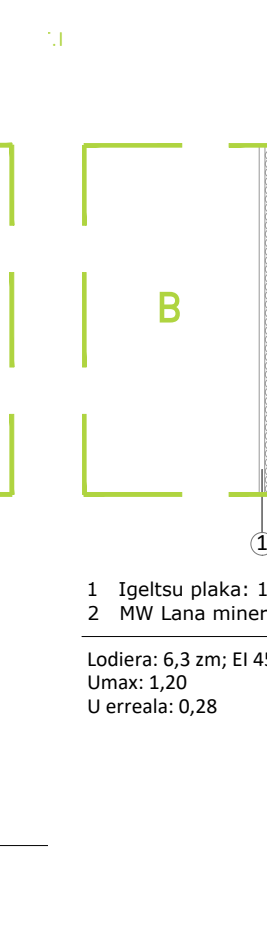 B
1
1 Igeltsu plaka: 1
2 MW Lana miner
Lodiera: 6,3 zm; EI 45
Umax: 1,20
U erreala: 0,28